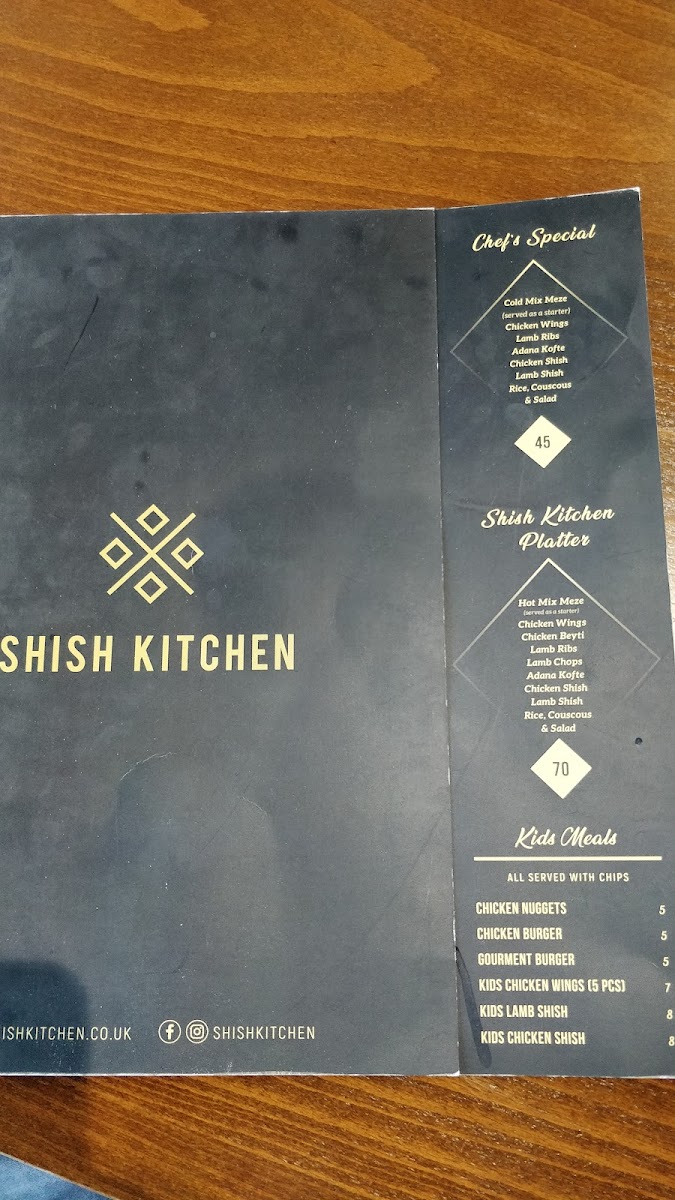 SHISH KITCHEN
ISHKITCHEN.CO.UK
SHISHKITCHEN
Chef's Special
Cold Mix Meze
(served as a starter)
Chicken Wings
Lamb Ribs
Adana Kofte
Chicken Shish
Lamb Shish
Rice, Couscous
& Salad
45
Shish Kitchen
Platter
Hot Mix Meze
(served as a starter)
Chicken Wings
Chicken Beyti
Lamb Ribs
Lamb Chops
Adana Kofte
Chicken Shish
Lamb Shish
Rice, Couscous
& Salad
70
Kids Meals
ALL SERVED WITH CHIPS
CHICKEN NUGGETS 5
CHICKEN BURGER 5
GOURMENT BURGER 5
KIDS CHICKEN WINGS (5 PCS) 7
KIDS LAMB SHISH 8
KIDS CHICKEN SHISH 8